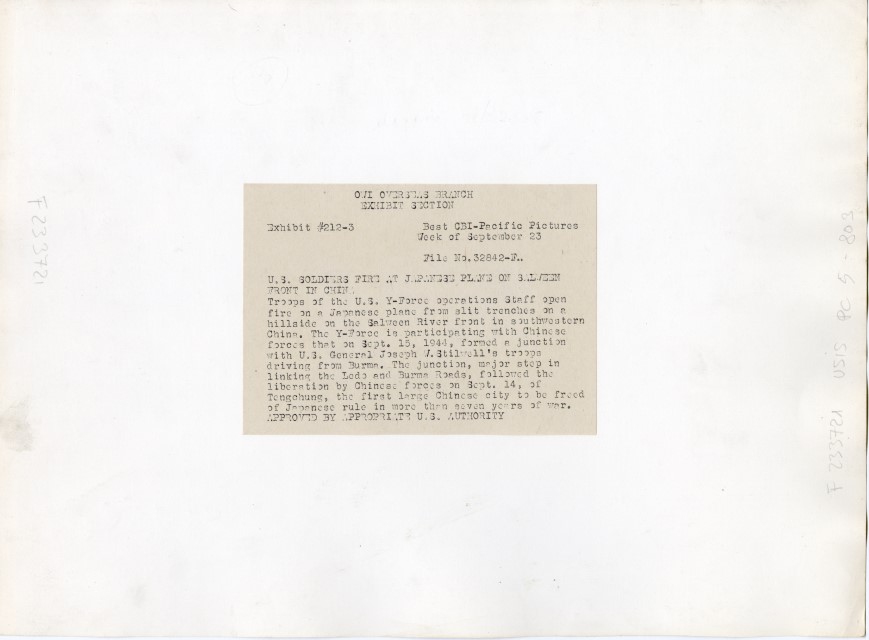 OWI OVERSEAS BRANCH
EXHIBIT SECTION
Exhibit #212-3
Best CBI-Pacific Pictures
Week of September 23
File No.32842-F.
U.S. SOLDIERS FIRE AT JAPANESE PLANE ON SALWEEN
FRONT IN CHINA
Troops of the U.S. Y-Force operations Staff open
fire on a Japanese plane from slit trenches on a
hillside on the Salween River front in southwestern
China. The Y-Force is participating with Chinese
forces that on Sept. 15, 1944, formed a junction
with U.S. General Joseph W.Stilwell's troops
driving from Burma. The junction, major step in
linking the Ledo and Burma Roads, followed the
liberation by Chinese forces on Sept. 14, of
Tengchung, the first large Chinese city to be freed
of Japanese rule in more than seven years of war.
APPROVED BY APPROPRIATE U.S. AUTHORITY
F233721
F 233721 USIS PC 5 - 803